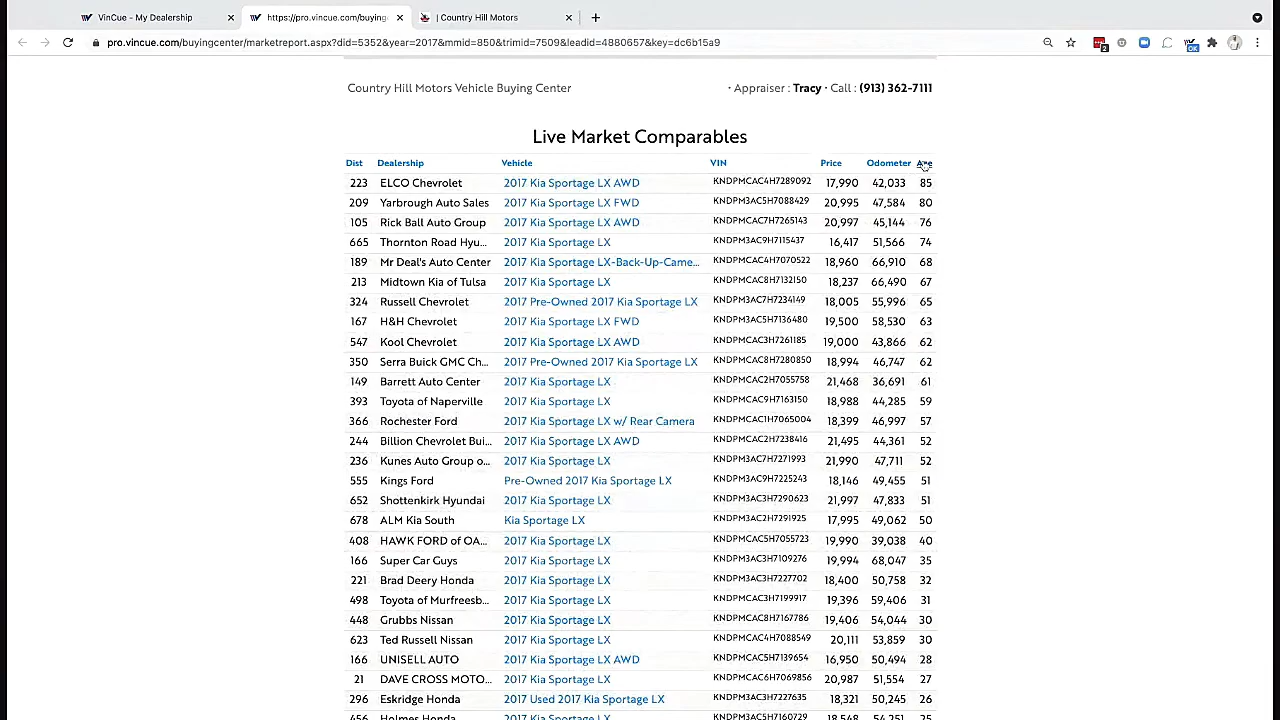 VinCue - My Dealership
https://pro.vincue.com/buying
| Country Hill Motors
pro.vincue.com/buyingcenter/marketreport.aspx?did=5352&year=2017&mmid=850&trimid=7509&leadid=4880657&key=dc6b15a9
Country Hill Motors Vehicle Buying Center · Appraiser : Tracy · Call : (913) 362-7111
Live Market Comparables
Dist Dealership Vehicle VIN Price Odometer Age
223 ELCO Chevrolet 2017 Kia Sportage LX AWD KNDPMCAC4H7289092 17,990 42,033 85
209 Yarbrough Auto Sales 2017 Kia Sportage LX FWD KNDPM3AC5H7088429 20,995 47,584 80
105 Rick Ball Auto Group 2017 Kia Sportage LX AWD KNDPMCAC7H7265143 20,997 45,144 76
665 Thornton Road Hyu... 2017 Kia Sportage LX KNDPM3AC9H7115437 16,417 51,566 74
189 Mr Deal's Auto Center 2017 Kia Sportage LX-Back-Up-Came... KNDPMCAC4H7070522 18,960 66,910 68
213 Midtown Kia of Tulsa 2017 Kia Sportage LX KNDPMCAC8H7132150 18,237 66,490 67
324 Russell Chevrolet 2017 Pre-Owned 2017 Kia Sportage LX KNDPM3AC7H7234149 18,005 55,996 65
167 H&H Chevrolet 2017 Kia Sportage LX FWD KNDPM3AC5H7136480 19,500 58,530 63
547 Kool Chevrolet 2017 Kia Sportage LX AWD KNDPMCAC3H7261185 19,000 43,866 62
350 Serra Buick GMC Ch... 2017 Pre-Owned 2017 Kia Sportage LX KNDPMCAC8H7280850 18,994 46,747 62
149 Barrett Auto Center 2017 Kia Sportage LX KNDPMCAC2H7055758 21,468 36,691 61
393 Toyota of Naperville 2017 Kia Sportage LX KNDPMCAC9H7163150 18,988 44,285 59
366 Rochester Ford 2017 Kia Sportage LX w/ Rear Camera KNDPMCAC1H7065004 18,399 46,997 57
244 Billion Chevrolet Bui... 2017 Kia Sportage LX AWD KNDPMCAC2H7238416 21,495 44,361 52
236 Kunes Auto Group o... 2017 Kia Sportage LX KNDPM3AC7H7271993 21,990 47,711 52
555 Kings Ford Pre-Owned 2017 Kia Sportage LX KNDPM3AC9H7225243 18,146 49,455 51
652 Shottenkirk Hyundai 2017 Kia Sportage LX KNDPM3AC3H7290623 21,997 47,833 51
678 ALM Kia South Kia Sportage LX KNDPM3AC2H7291925 17,995 49,062 50
408 HAWK FORD of OA... 2017 Kia Sportage LX KNDPMCAC5H7055723 19,990 39,038 40
166 Super Car Guys 2017 Kia Sportage LX KNDPM3AC3H7109276 19,994 68,047 35
221 Brad Deery Honda 2017 Kia Sportage LX KNDPM3AC3H7227702 18,400 50,758 32
498 Toyota of Murfreesb... 2017 Kia Sportage LX KNDPMCAC3H7199917 19,396 59,406 31
448 Grubbs Nissan 2017 Kia Sportage LX KNDPMCAC8H7167786 19,406 54,044 30
623 Ted Russell Nissan 2017 Kia Sportage LX KNDPMCAC4H7088549 20,111 53,859 30
166 UNISELL AUTO 2017 Kia Sportage LX AWD KNDPMCAC5H7139654 16,950 50,494 28
21 DAVE CROSS MOTO... 2017 Kia Sportage LX KNDPMCAC6H7069856 20,987 51,554 27
296 Eskridge Honda 2017 Used 2017 Kia Sportage LX KNDPM3AC3H7227635 18,321 50,245 26
456 Holmes Honda 2017 Kia Sportage LX KNDPM3AC5H7160729 18,548 54,251 25